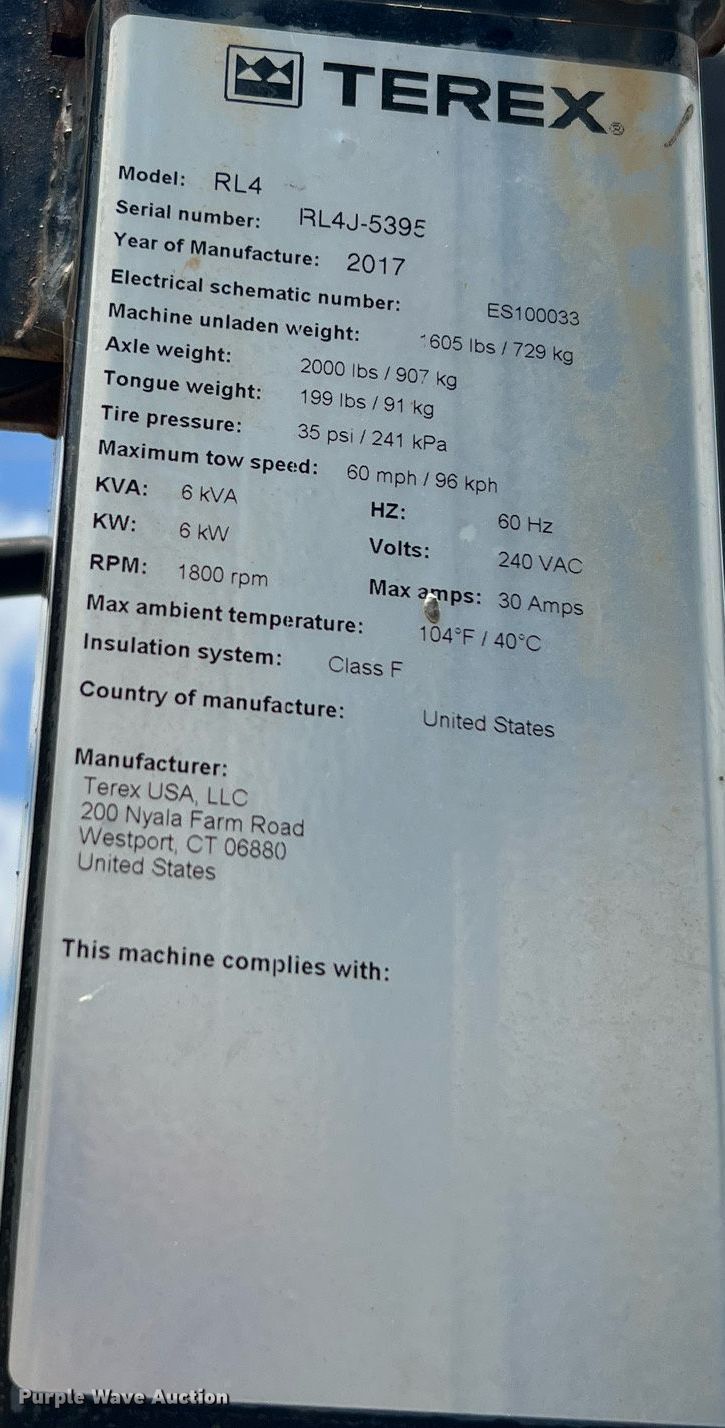 TEREX®
Model: RL4
Serial number: RL4J-5395
Year of Manufacture: 2017
Electrical schematic number: ES100033
Machine unladen weight: 1605 lbs / 729 kg
Axle weight: 2000 lbs / 907 kg
Tongue weight: 199 lbs / 91 kg
Tire pressure: 35 psi / 241 kPa
Maximum tow speed: 60 mph / 96 kph
KVA: 6 kVA HZ: 60 Hz
KW: 6 kW Volts: 240 VAC
RPM: 1800 rpm Max amps: 30 Amps
Max ambient temperature: 104°F / 40°C
Insulation system: Class F
Country of manufacture: United States
Manufacturer:
Terex USA, LLC
200 Nyala Farm Road
Westport, CT 06880
United States
This machine complies with:
Purple Wave Auction